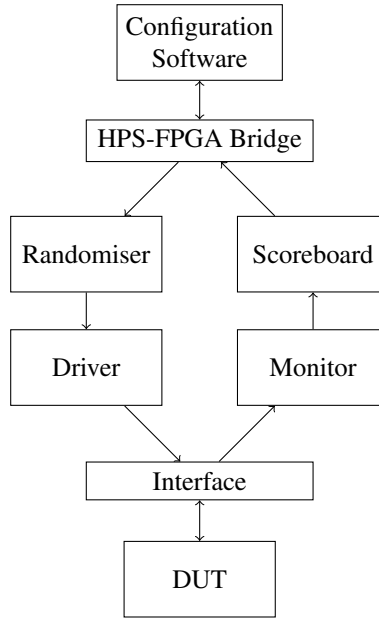 Configuration
Software
HPS-FPGA Bridge
Randomiser
Scoreboard
Driver
Monitor
Interface
DUT